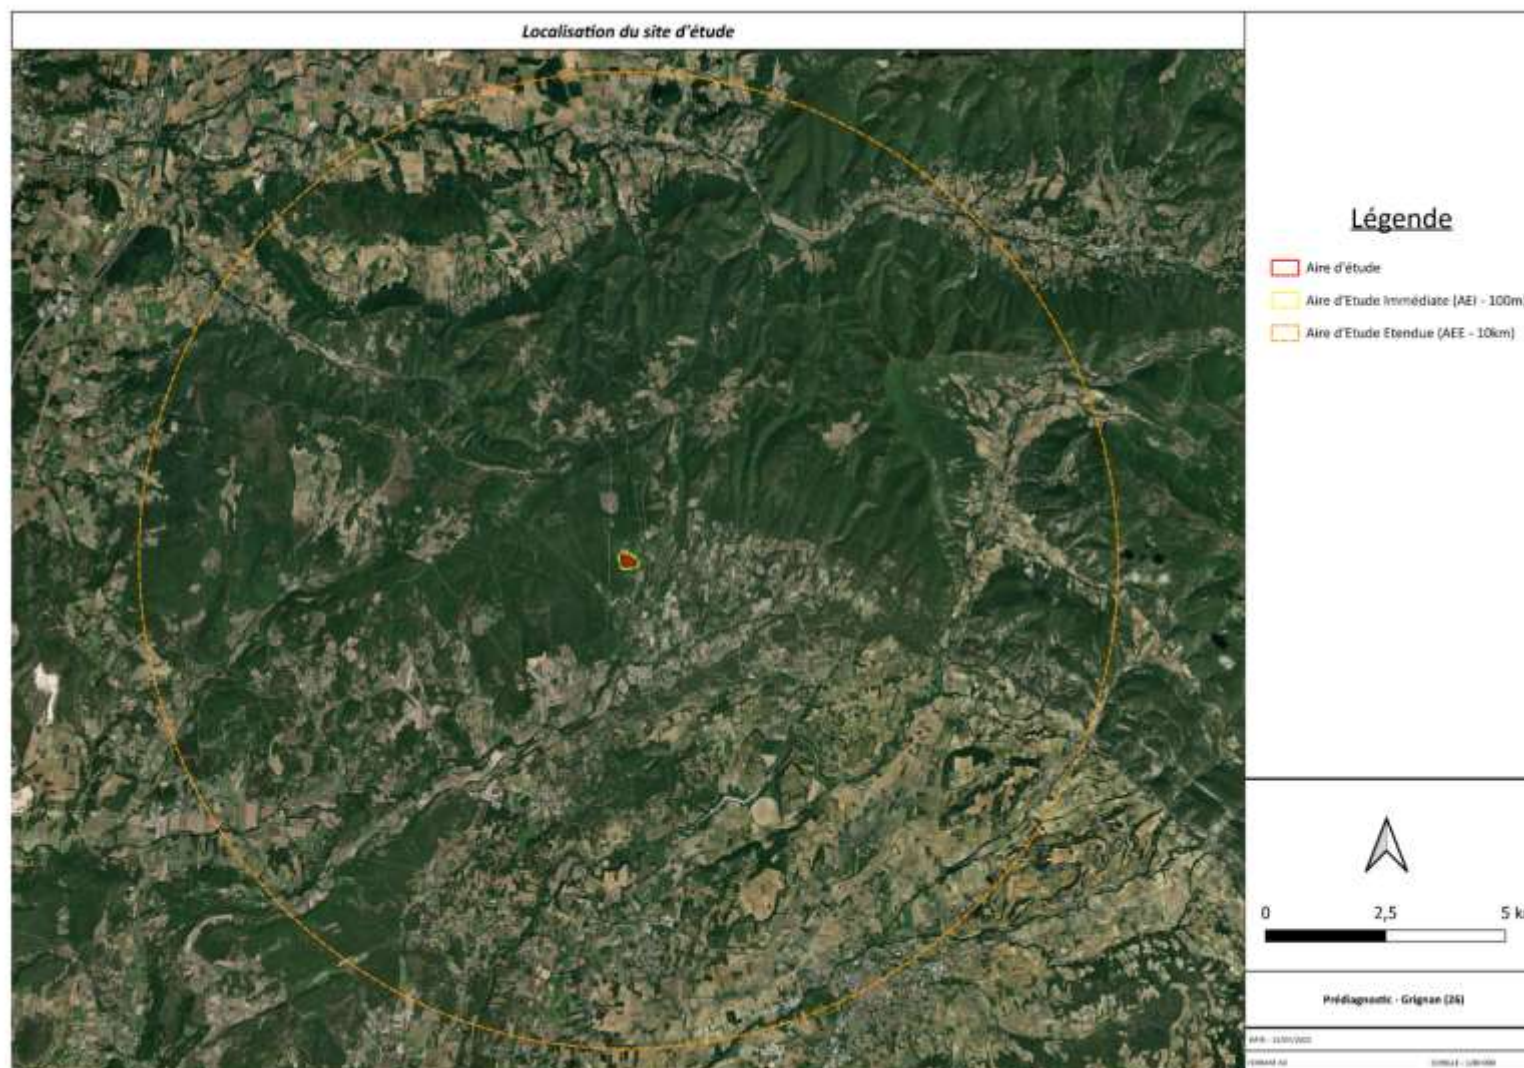 Localisation du site d'étude
Légende
Aire d'étude
Aire d'Etude Immédiate (AEI - 100m)
Aire d'Etude Etendue (AEE - 10km)
0 2,5 5 k
Prédiagnostic - Grignan (26)